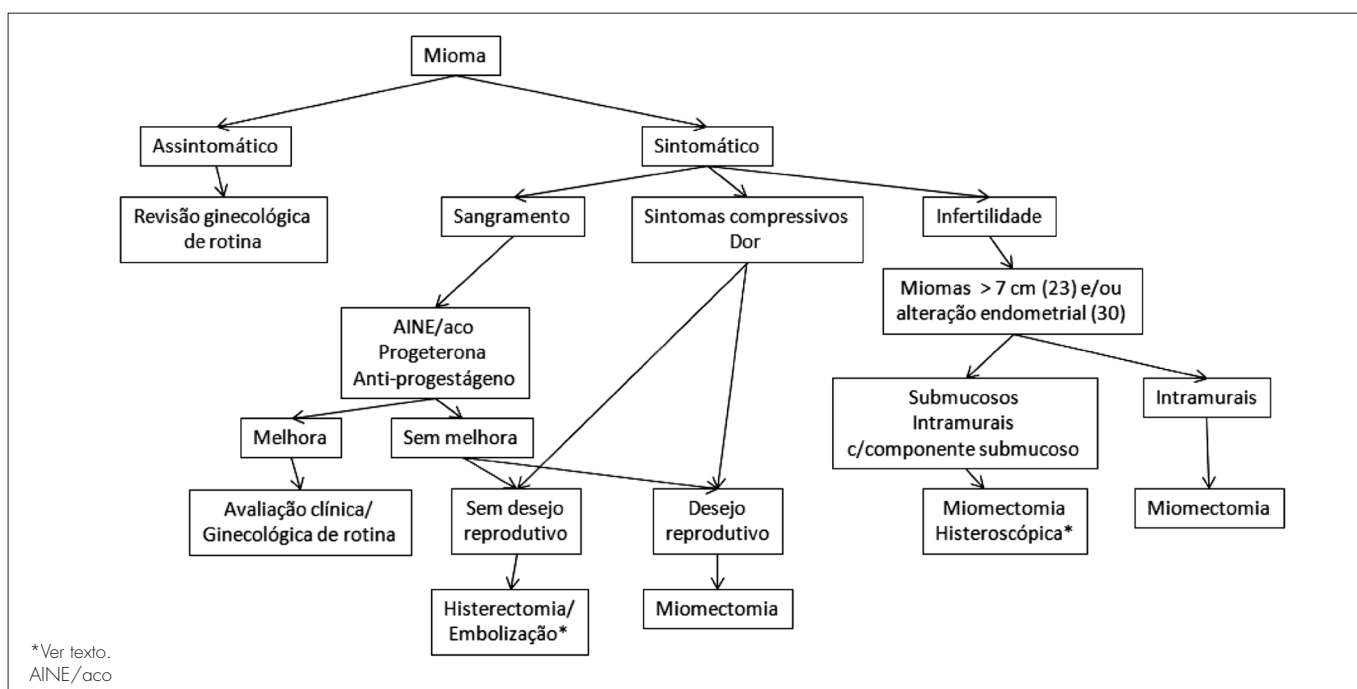 Mioma
Assintomático
Sintomático
Revisão ginecológica
de rotina
Sangramento
Sintomas compressivos
Dor
Infertilidade
Miomas > 7 cm (23) e/ou
alteração endometrial (30)
AINE/aco
Progeterona
Anti-progestágeno
Submucosos
Intramurais
c/componente submucoso
Intramurais
Melhora
Sem melhora
Avaliação clínica/
Ginecológica de rotina
Sem desejo
reprodutivo
Desejo
reprodutivo
Miomectomia
Histeroscópica*
Miomectomia
Histerectomia/
Embolização*
Miomectomia
*Ver texto.
AINE/aco